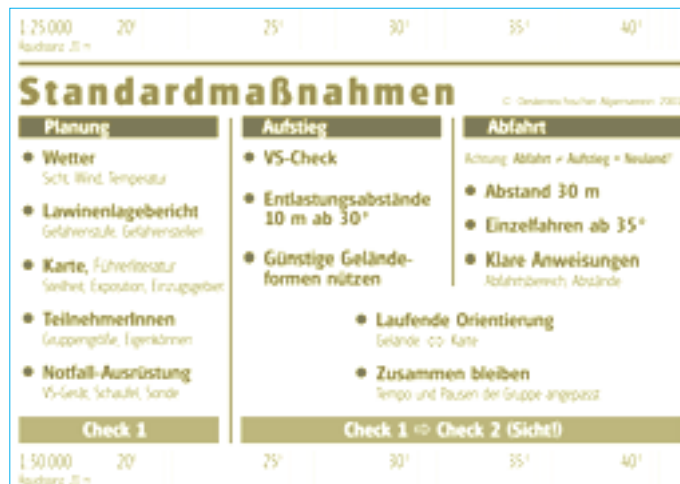 1:25 000 20° 25° 30° 35° 40°
Äquidistanz 20 m
Standardmaßnahmen
© Oesterreichischer Alpenverein 2003
Planung
Wetter
Sicht, Wind, Temperatur
Lawinenlagebericht
Gefahrenstufe, Gefahrenstellen
Karte, Führerliteratur
Steilheit, Exposition, Einzugsgebiet
TeilnehmerInnen
Gruppengröße, Eigenkönnen
Notfall-Ausrüstung
VS-Gerät, Schaufel, Sonde
Check 1
Aufstieg
VS-Check
Entlastungsabstände
10 m ab 30°
Günstige Gelände-
formen nützen
Abfahrt
Achtung: Abfahrt ≠ Aufstieg = Neuland!
Abstand 30 m
Einzelfahren ab 35°
Klare Anweisungen
Abfahrtsbereich, Abstände
Laufende Orientierung
Gelände ⇔ Karte
Zusammen bleiben
Tempo und Pausen der Gruppe angepasst
Check 1 ⇨ Check 2 (Sicht!)
1:50 000 20° 25° 30° 35° 40°
Äquidistanz 20 m